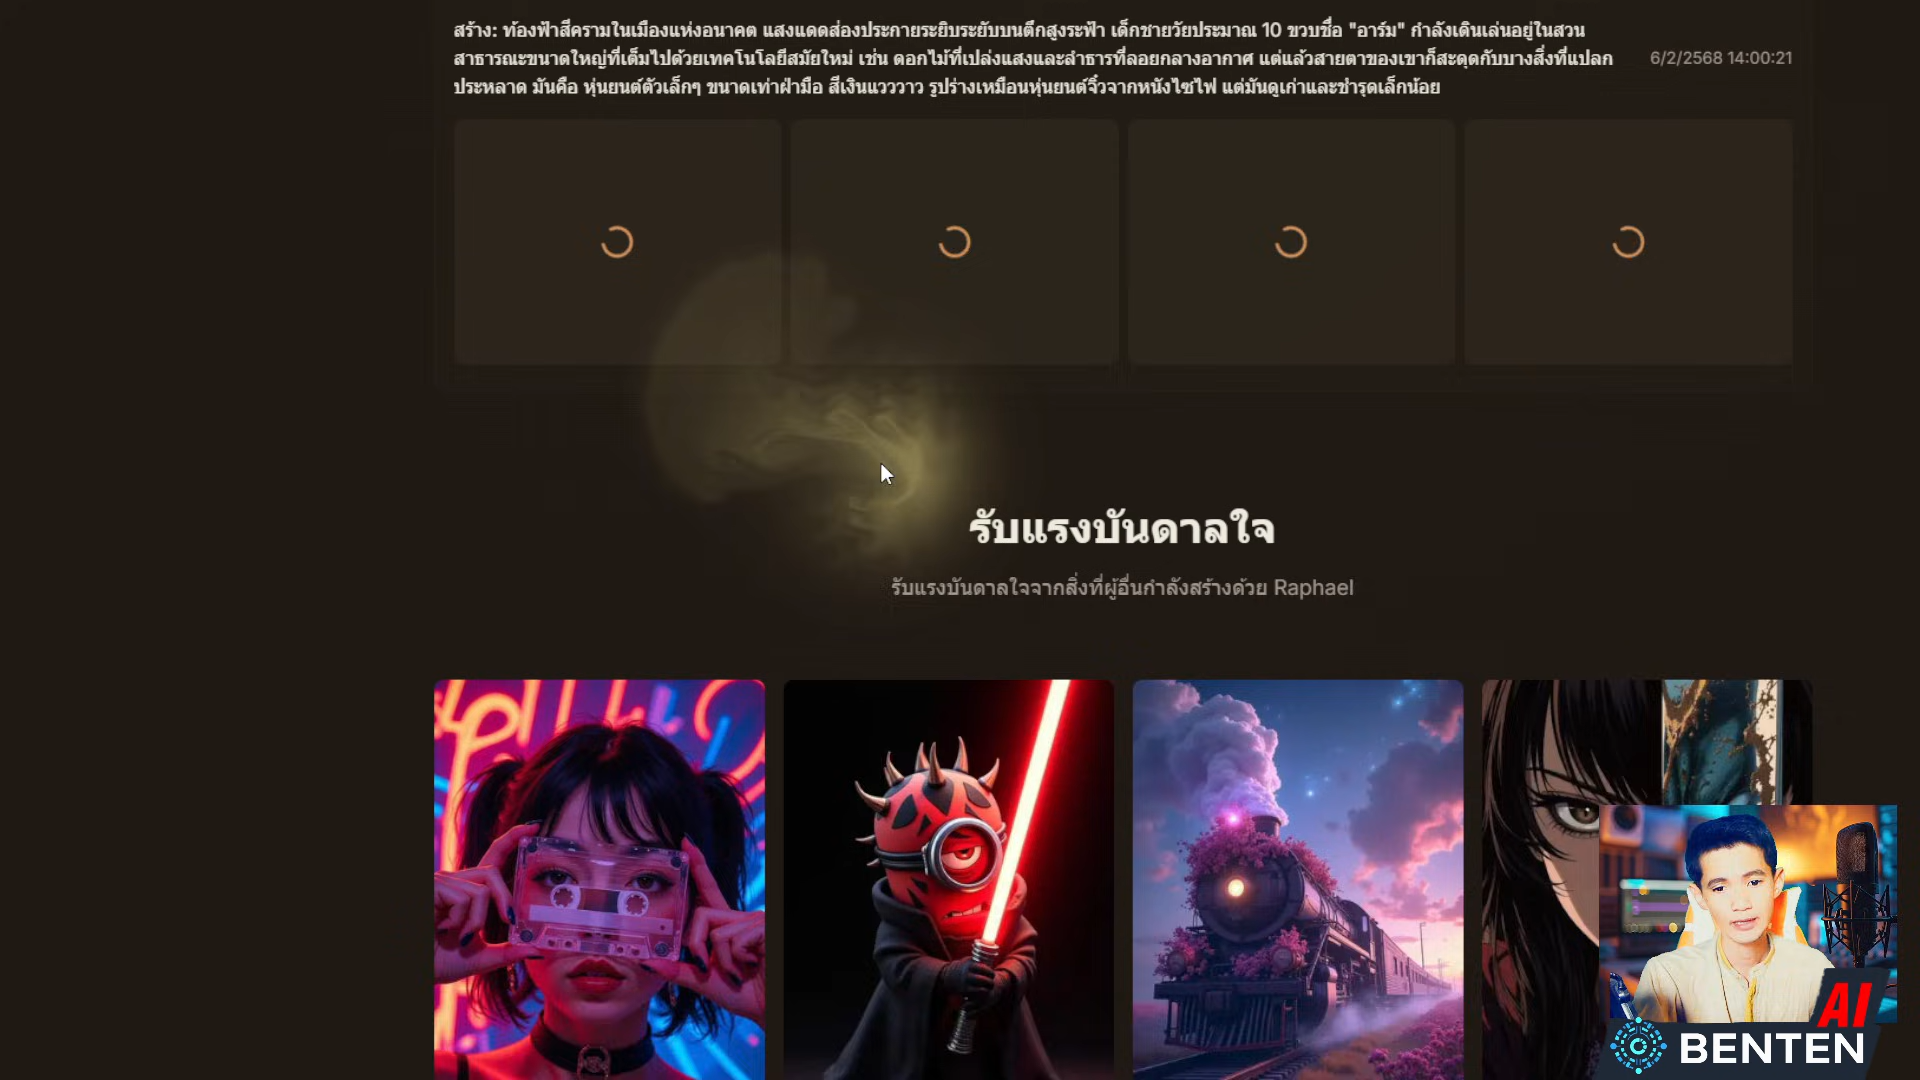 สร้าง: ท้องฟ้าสีครามในเมืองแห่งอนาคต แสงแดดส่องประกายระยิบระยับบนตึกสูงระฟ้า เด็กชายวัยประมาณ 10 ขวบชื่อ "อาร์ม" กำลังเดินเล่นอยู่ในสวน
สาธารณะขนาดใหญ่ที่เต็มไปด้วยเทคโนโลยีสมัยใหม่ เช่น ดอกไม้ที่เปล่งแสงและลำธารที่ลอยกลางอากาศ แต่แล้วสายตาของเขาก็สะดุดกับบางสิ่งที่แปลก
ประหลาด มันคือ หุ่นยนต์ตัวเล็กๆ ขนาดเท่าฝ่ามือ สีเงินแวววาว รูปร่างเหมือนหุ่นยนต์จิ๋วจากหนังไซไฟ แต่มันดูเก่าและชำรุดเล็กน้อย
6/2/2568 14:00:21
รับแรงบันดาลใจ
รับแรงบันดาลใจจากสิ่งที่ผู้อื่นกำลังสร้างด้วย Raphael
AI
BENTEN